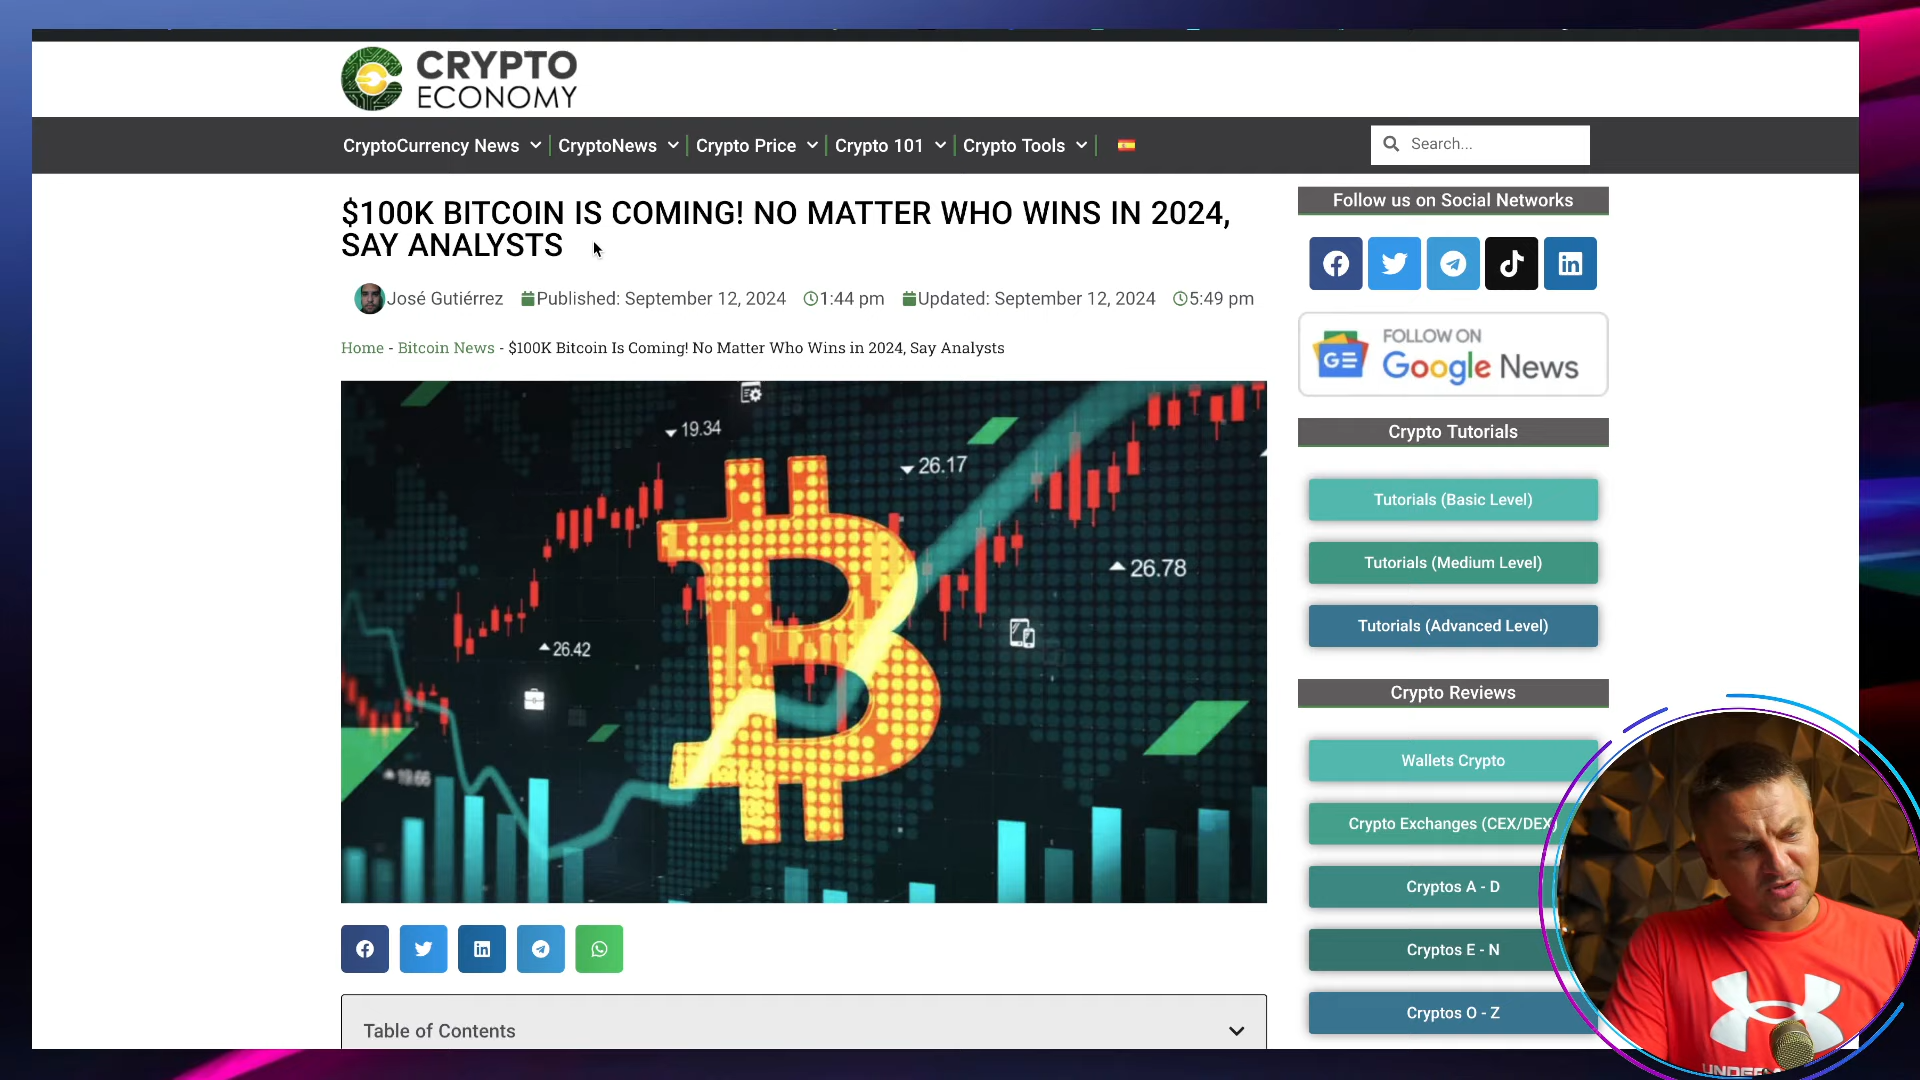 CRYPTO
ECONOMY
CryptoCurrency News
CryptoNews
Crypto Price
Crypto 101
Crypto Tools
Search...
$100K BITCOIN IS COMING! NO MATTER WHO WINS IN 2024,
SAY ANALYSTS
José Gutiérrez Published: September 12, 2024 1:44 pm Updated: September 12, 2024 5:49 pm
Home - Bitcoin News - $100K Bitcoin Is Coming! No Matter Who Wins in 2024, Say Analysts
19.34
26.17
26.78
26.42
19.66
Table of Contents
Follow us on Social Networks
FOLLOW ON
Google News
Crypto Tutorials
Tutorials (Basic Level)
Tutorials (Medium Level)
Tutorials (Advanced Level)
Crypto Reviews
Wallets Crypto
Crypto Exchanges (CEX/DEX)
Cryptos A - D
Cryptos E - N
Cryptos O - Z